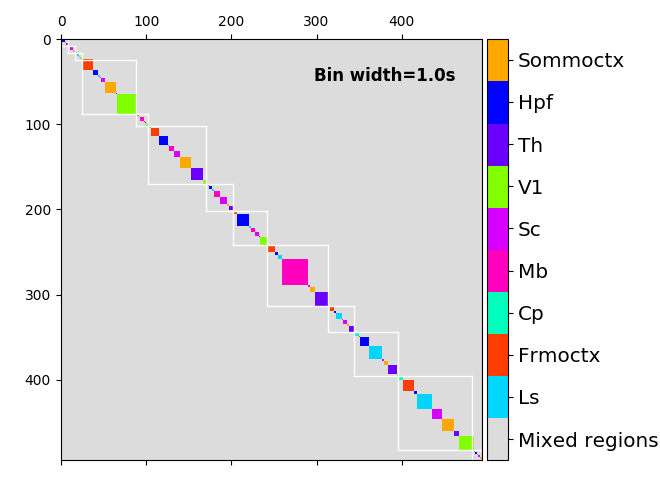 0 100 200 300 400
0
100
200
300
400
Bin width=1.0s
Sommoctx
Hpf
Th
V1
Sc
Mb
Cp
Frmoctx
Ls
Mixed regions